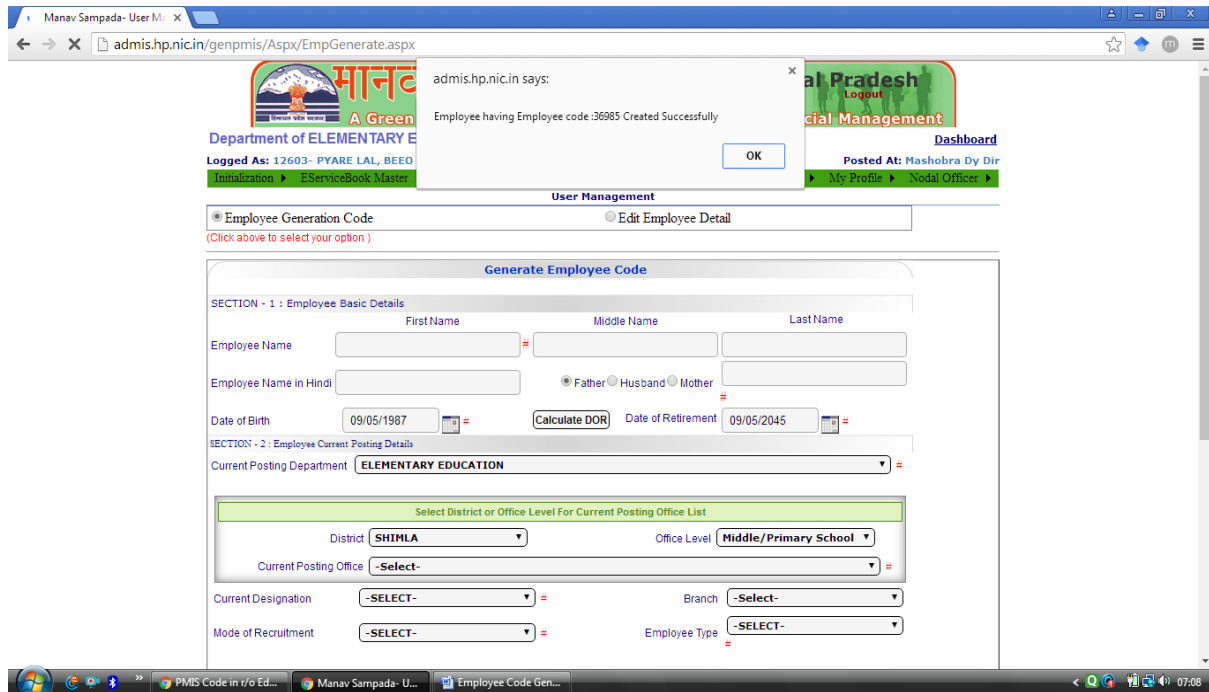 Manav Sampada- User Ma
admis.hp.nic.in/genpmis/Aspx/EmpGenerate.aspx
m
admis.hp.nic.in says:
Employee having Employee code :36985 Created Successfully
OK
al Pradesh
Logout
A Green
cial Management
Department of ELEMENTARY E
Dashboard
Logged As: 12603- PYARE LAL, BEEO
Posted At: Mashobra Dy Dir
Initialization EServiceBook Master My Profile Nodal Officer
User Management
Employee Generation Code Edit Employee Detail
(Click above to select your option )
Generate Employee Code
SECTION - 1 : Employee Basic Details
First Name Middle Name Last Name
Employee Name #
Employee Name in Hindi Father Husband Mother
#
Date of Birth 09/05/1987 # Calculate DOR Date of Retirement 09/05/2045 #
SECTION - 2 : Employee Current Posting Details
Current Posting Department ELEMENTARY EDUCATION #
Select District or Office Level For Current Posting Office List
District SHIMLA Office Level Middle/Primary School
Current Posting Office -Select- #
Current Designation -SELECT- # Branch -Select-
Mode of Recruitment -SELECT- # Employee Type -SELECT-
#
PMIS Code in r/o Ed... Manav Sampada- U... Employee Code Gen... 07:08